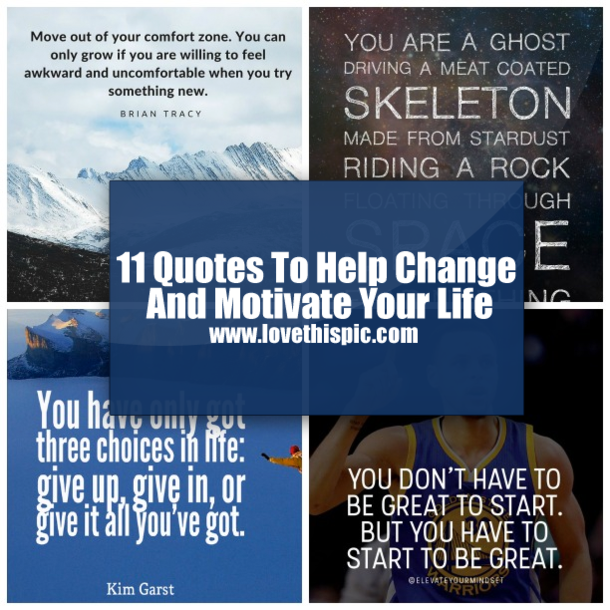 Move out of your comfort zone. You can
only grow if you are willing to feel
awkward and uncomfortable when you try
something new.
BRIAN TRACY
YOU ARE A GHOST
DRIVING A MEAT COATED
SKELETON
MADE FROM STARDUST
RIDING A ROCK
FLOATING THROUGH
SPACE
11 Quotes To Help Change
And Motivate Your Life
www.lovethispic.com
You have only got
three choices in life:
give up, give in, or
give it all you've got.
Kim Garst
YOU DON'T HAVE TO
BE GREAT TO START.
BUT YOU HAVE TO
START TO BE GREAT.
@ELEVATEYOURMINDSET
WARRIORS